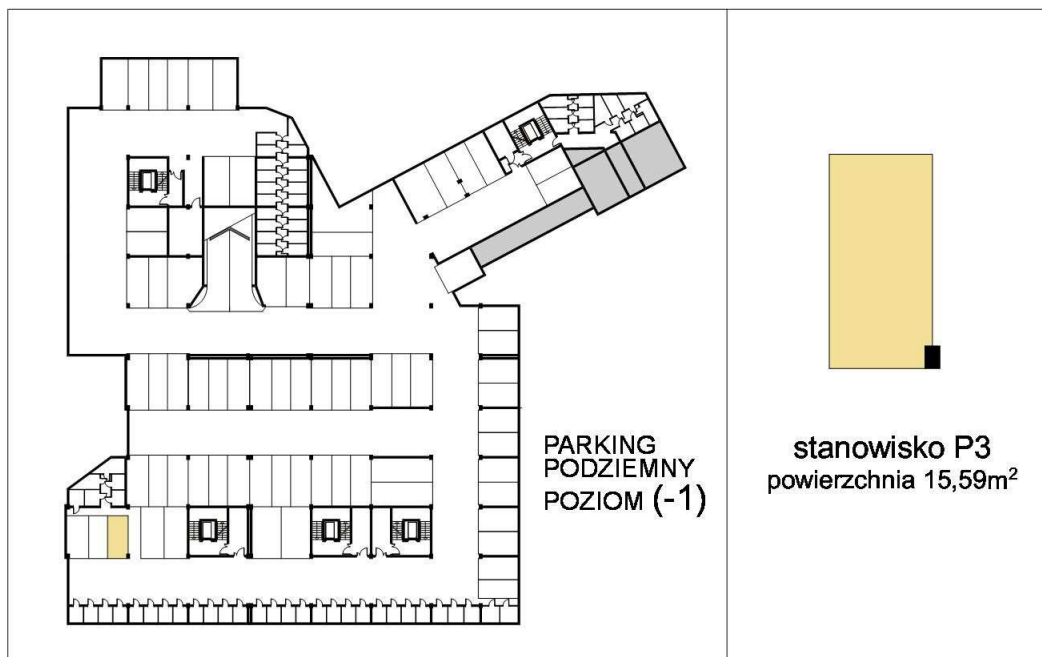 PARKING
PODZIEMNY
POZIOM (-1)
stanowisko P3
powierzchnia 15,59m²